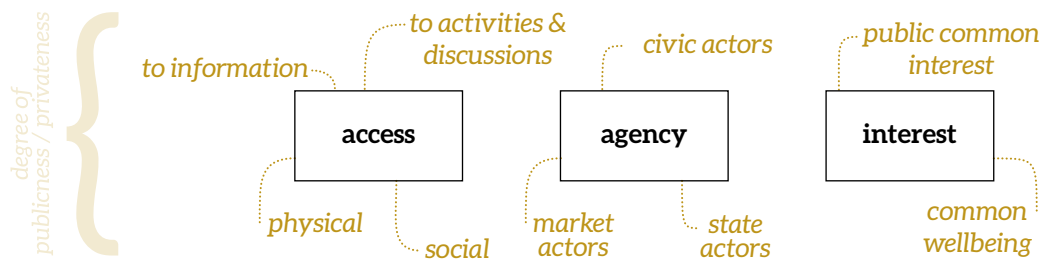 degree of
publicness / privateness
to information
to activities &
discussions
access
physical
social
civic actors
agency
market
actors
state
actors
public common
interest
interest
common
wellbeing